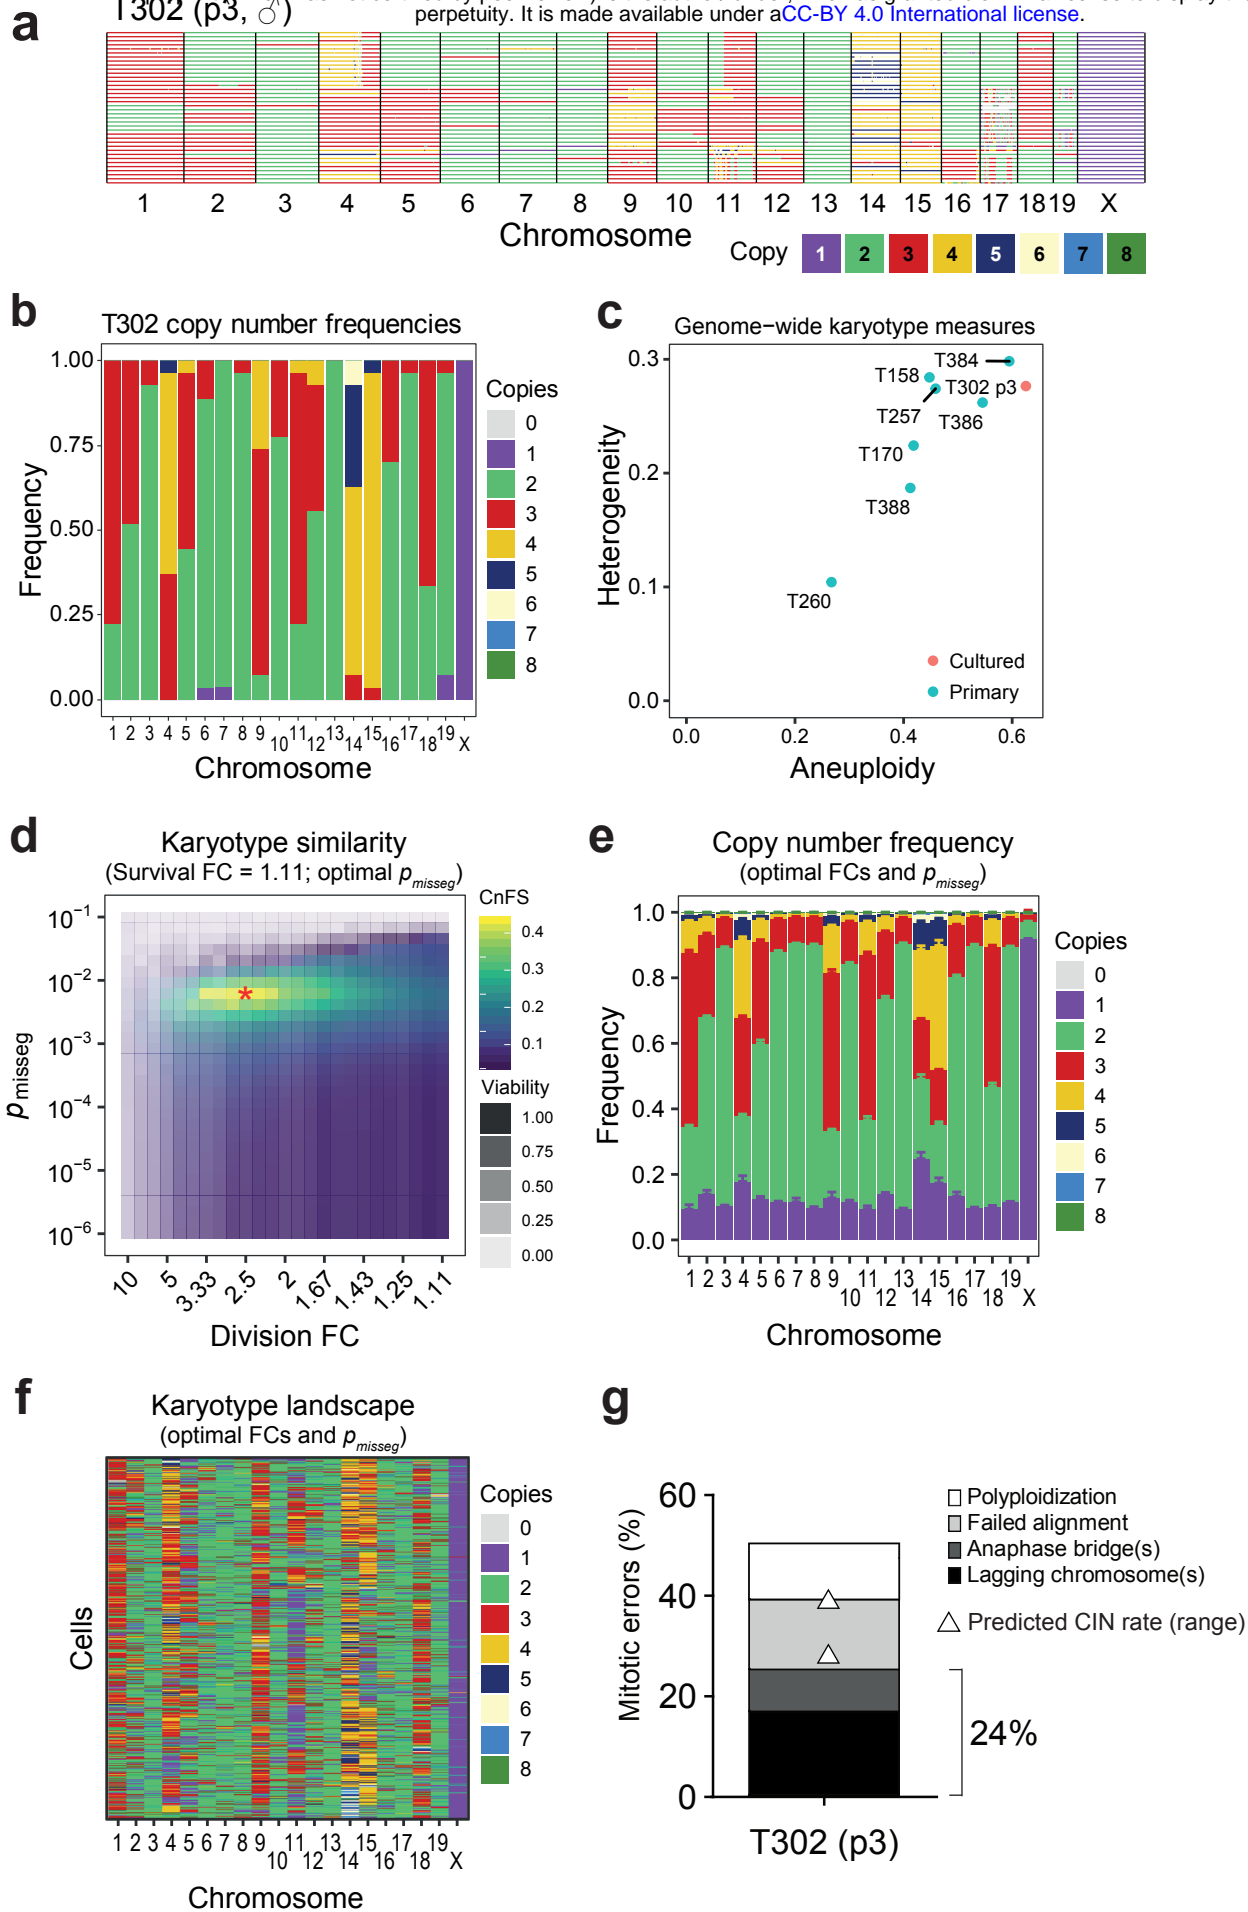 a
T302 (p3, ♂)
perpetuity. It is made available under aCC-BY 4.0 International license.
1 2 3 4 5 6 7 8 9 10 11 12 13 14 15 16 17 18 19 X
Chromosome
Copy 1 2 3 4 5 6 7 8
b
T302 copy number frequencies
1.00
0.75
0.50
0.25
0.00
Frequency
1 2 3 4 5 6 7 8 9 10 11 12 13 14 15 16 17 18 19 X
Chromosome
Copies
0
1
2
3
4
5
6
7
8
c
Genome−wide karyotype measures
0.3
0.2
0.1
0.0
Heterogeneity
T384
T158
T302 p3
T257
T386
T170
T388
T260
Cultured
Primary
0.0 0.2 0.4 0.6
Aneuploidy
d
Karyotype similarity
(Survival FC = 1.11; optimal p misseg)
10−1
10−2
10−3
10−4
10−5
10−6
p misseg
*
10 5 3.33 2.5 2 1.67 1.43 1.25 1.11
Division FC
CnFS
0.4
0.3
0.2
0.1
Viability
1.00
0.75
0.50
0.25
0.00
e
Copy number frequency
(optimal FCs and p misseg)
1.0
0.8
0.6
0.4
0.2
0.0
Frequency
1 2 3 4 5 6 7 8 9 10 11 12 13 14 15 16 17 18 19 X
Chromosome
Copies
0
1
2
3
4
5
6
7
8
f
Karyotype landscape
(optimal FCs and p misseg)
Cells
1 2 3 4 5 6 7 8 9 10 11 12 13 14 15 16 17 18 19 X
Chromosome
Copies
0
1
2
3
4
5
6
7
8
g
60
40
20
0
Mitotic errors (%)
Polyploidization
Failed alignment
Anaphase bridge(s)
Lagging chromosome(s)
Predicted CIN rate (range)
24%
T302 (p3)